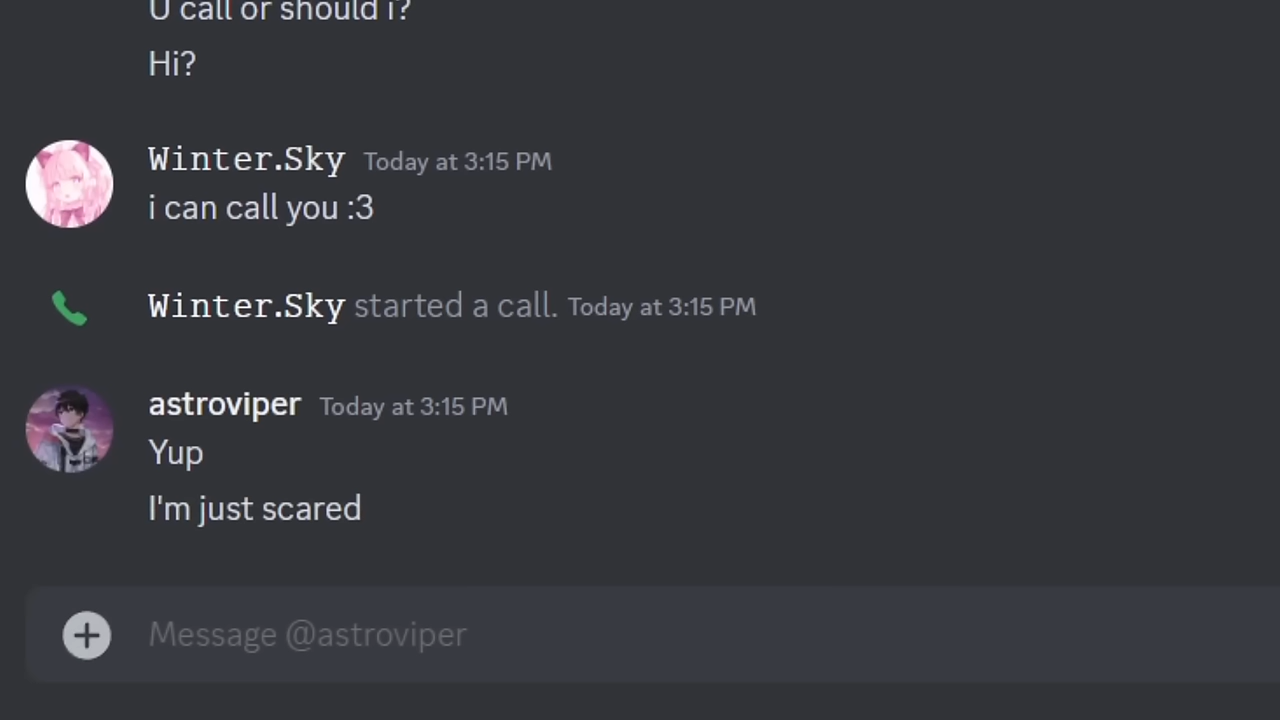 U call or should i?
Hi?
Winter.Sky Today at 3:15 PM
i can call you :3
Winter.Sky started a call. Today at 3:15 PM
astroviper Today at 3:15 PM
Yup
I'm just scared
Message @astroviper